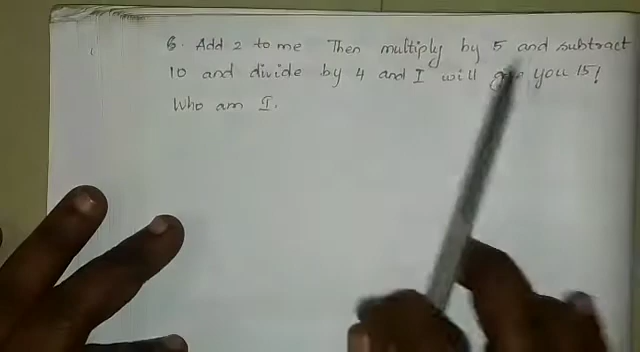 B. Add 2 to me Then multiply by 5 and subtract
10 and divide by 4 and I will you 15!
Who am I.